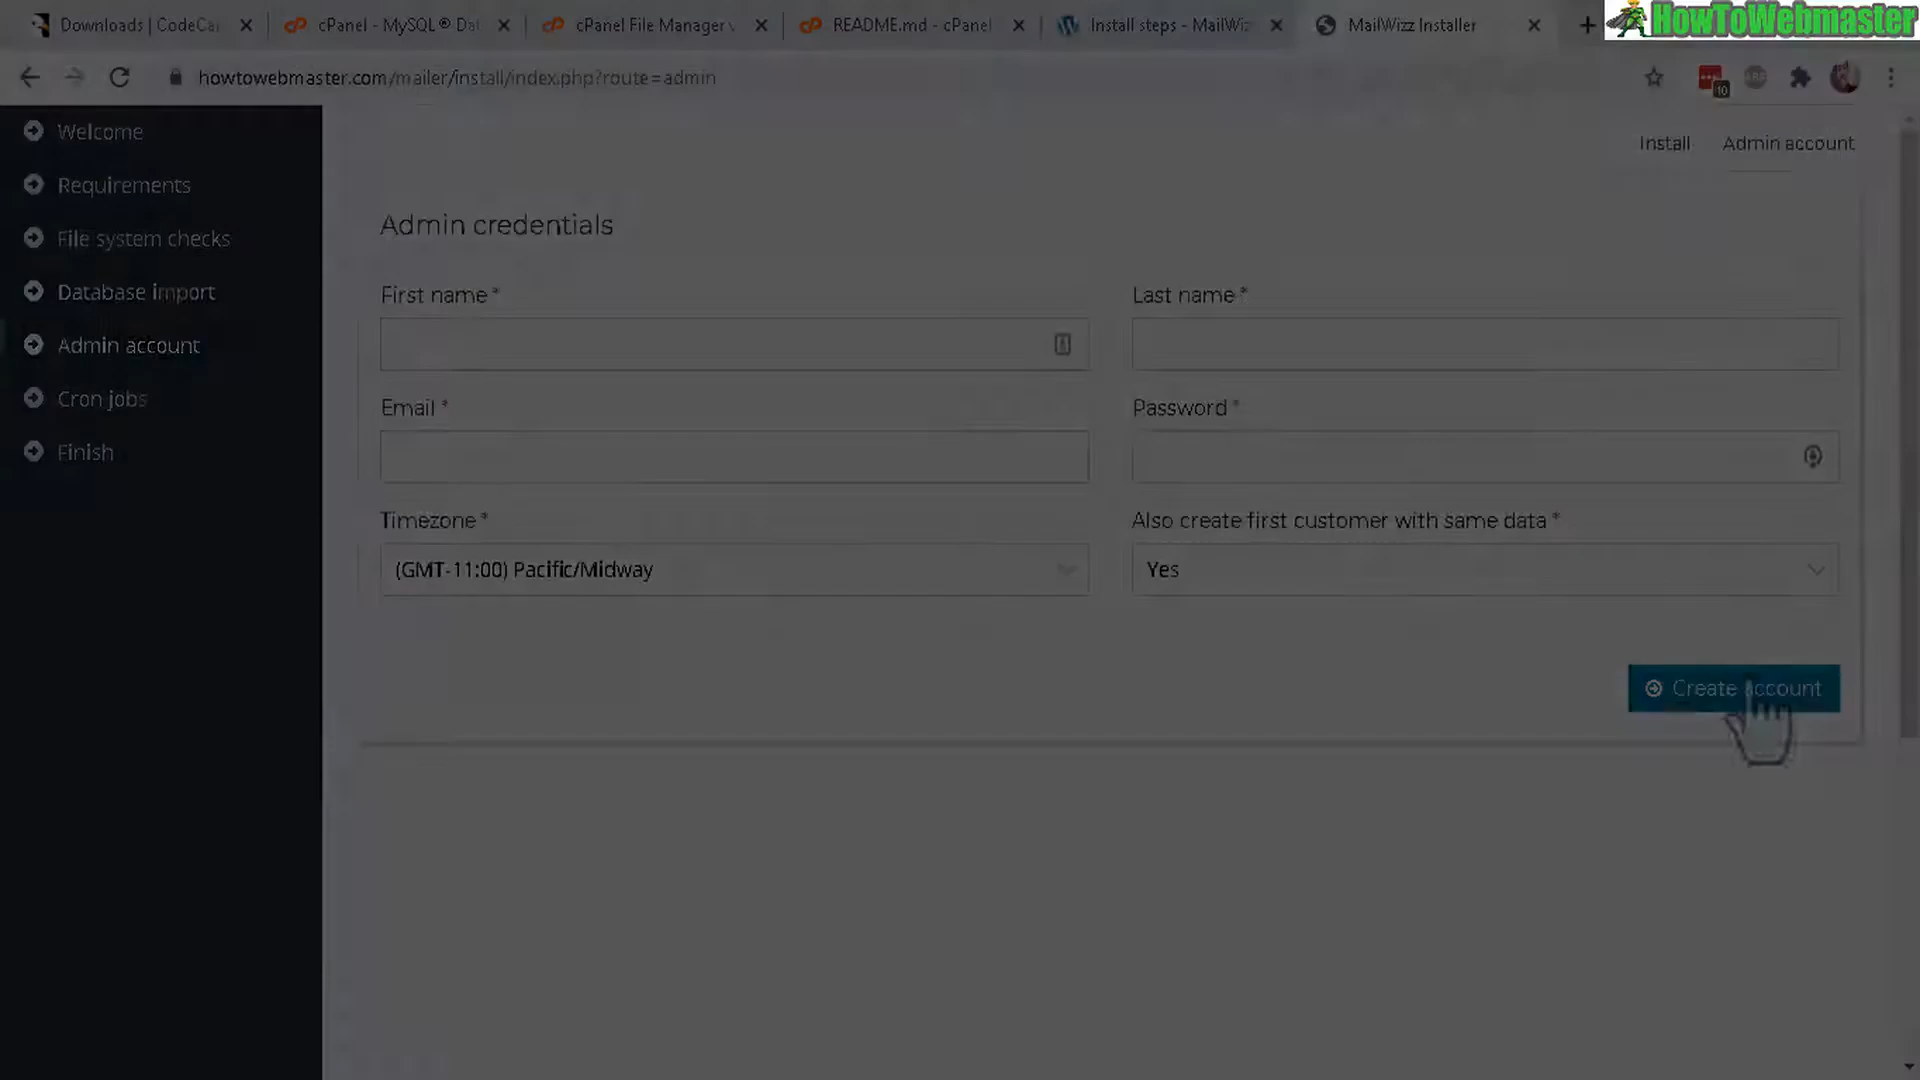 Downloads | CodeCa
cPanel - MySQL® Da
cPanel File Manager v
README.md - cPanel
Install steps - MailWiz
MailWizz Installer
HowToWebmaster
howtowebmaster.com/mailer/install/index.php?route=admin
10
Welcome
Requirements
File system checks
Database import
Admin account
Cron jobs
Finish
Install
Admin account
Admin credentials
First name *
Last name *
Email *
Password *
Timezone *
Also create first customer with same data *
(GMT-11:00) Pacific/Midway
Yes
Create account